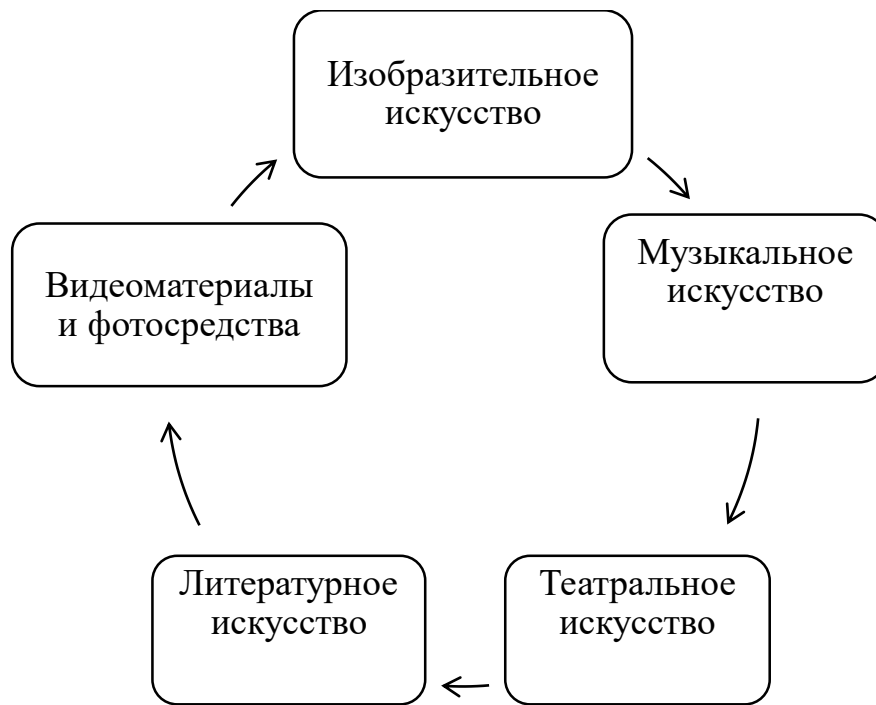 Изобразительное
искусство
Музыкальное
искусство
Театральное
искусство
Литературное
искусство
Видеоматериалы
и фотосредства